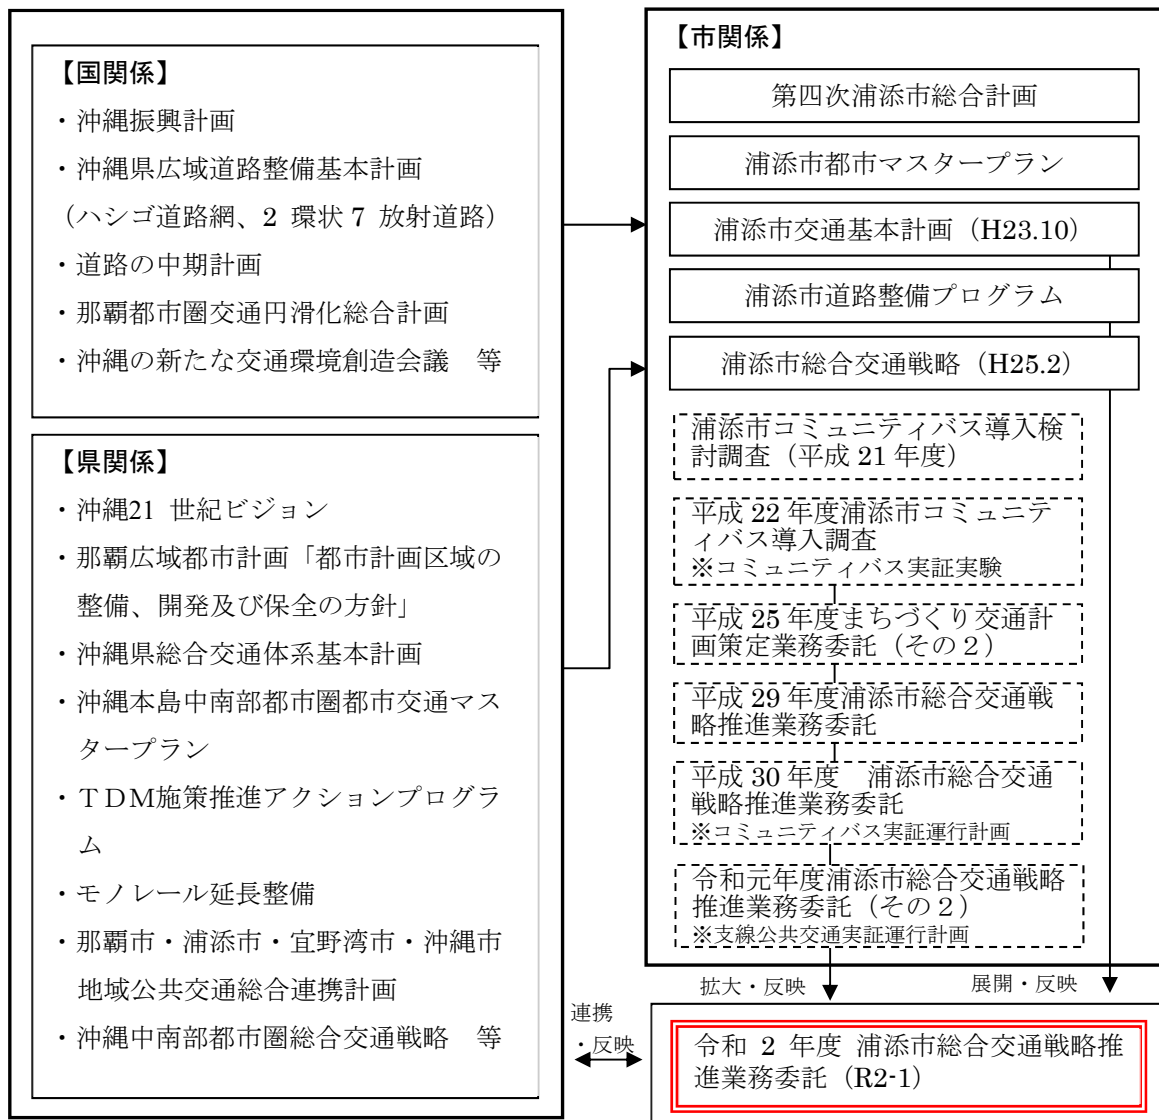 【国関係】
・沖縄振興計画
・沖縄県広域道路整備基本計画
（ハシゴ道路網、2 環状 7 放射道路）
・道路の中期計画
・那覇都市圏交通円滑化総合計画
・沖縄の新たな交通環境創造会議　等
【県関係】
・沖縄21 世紀ビジョン
・那覇広域都市計画「都市計画区域の
整備、開発及び保全の方針」
・沖縄県総合交通体系基本計画
・沖縄本島中南部都市圏都市交通マス
タープラン
・ＴＤＭ施策推進アクションプログラ
ム
・モノレール延長整備
・那覇市・浦添市・宜野湾市・沖縄市
地域公共交通総合連携計画
・沖縄中南部都市圏総合交通戦略　等
【市関係】
第四次浦添市総合計画
浦添市都市マスタープラン
浦添市交通基本計画（H23.10）
浦添市道路整備プログラム
浦添市総合交通戦略（H25.2）
浦添市コミュニティバス導入検
討調査（平成 21 年度）
平成 22 年度浦添市コミュニテ
ィバス導入調査
※コミュニティバス実証実験
平成 25 年度まちづくり交通計
画策定業務委託（その２）
平成 29 年度浦添市総合交通戦
略推進業務委託
平成 30 年度　浦添市総合交通
戦略推進業務委託
※コミュニティバス実証運行計画
令和元年度浦添市総合交通戦略
推進業務委託（その２）
※支線公共交通実証運行計画
拡大・反映
展開・反映
連携
・反映
令和 2 年度 浦添市総合交通戦略推
進業務委託（R2-1）